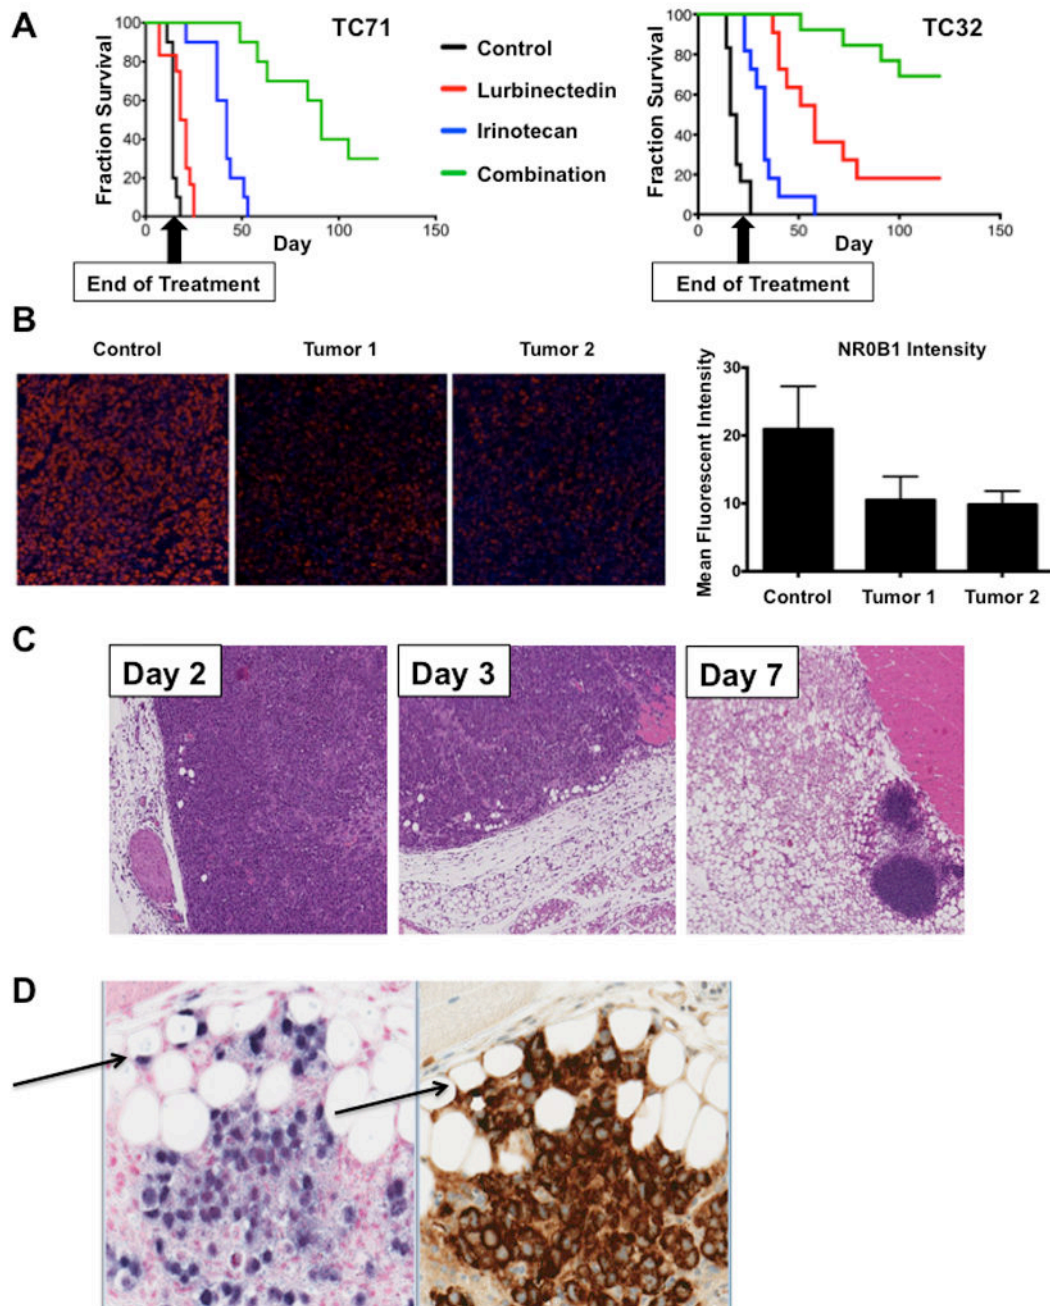 A
TC71
Fraction Survival
100
80
60
40
20
0
0
50
100
150
Day
End of Treatment
Control
Lurbinectedin
Irinotecan
Combination
TC32
Fraction Survival
100
80
60
40
20
0
0
50
100
150
Day
End of Treatment
B
Control
Tumor 1
Tumor 2
NR0B1 Intensity
Mean Fluorescent Intensity
30
20
10
0
Control
Tumor 1
Tumor 2
C
Day 2
Day 3
Day 7
D